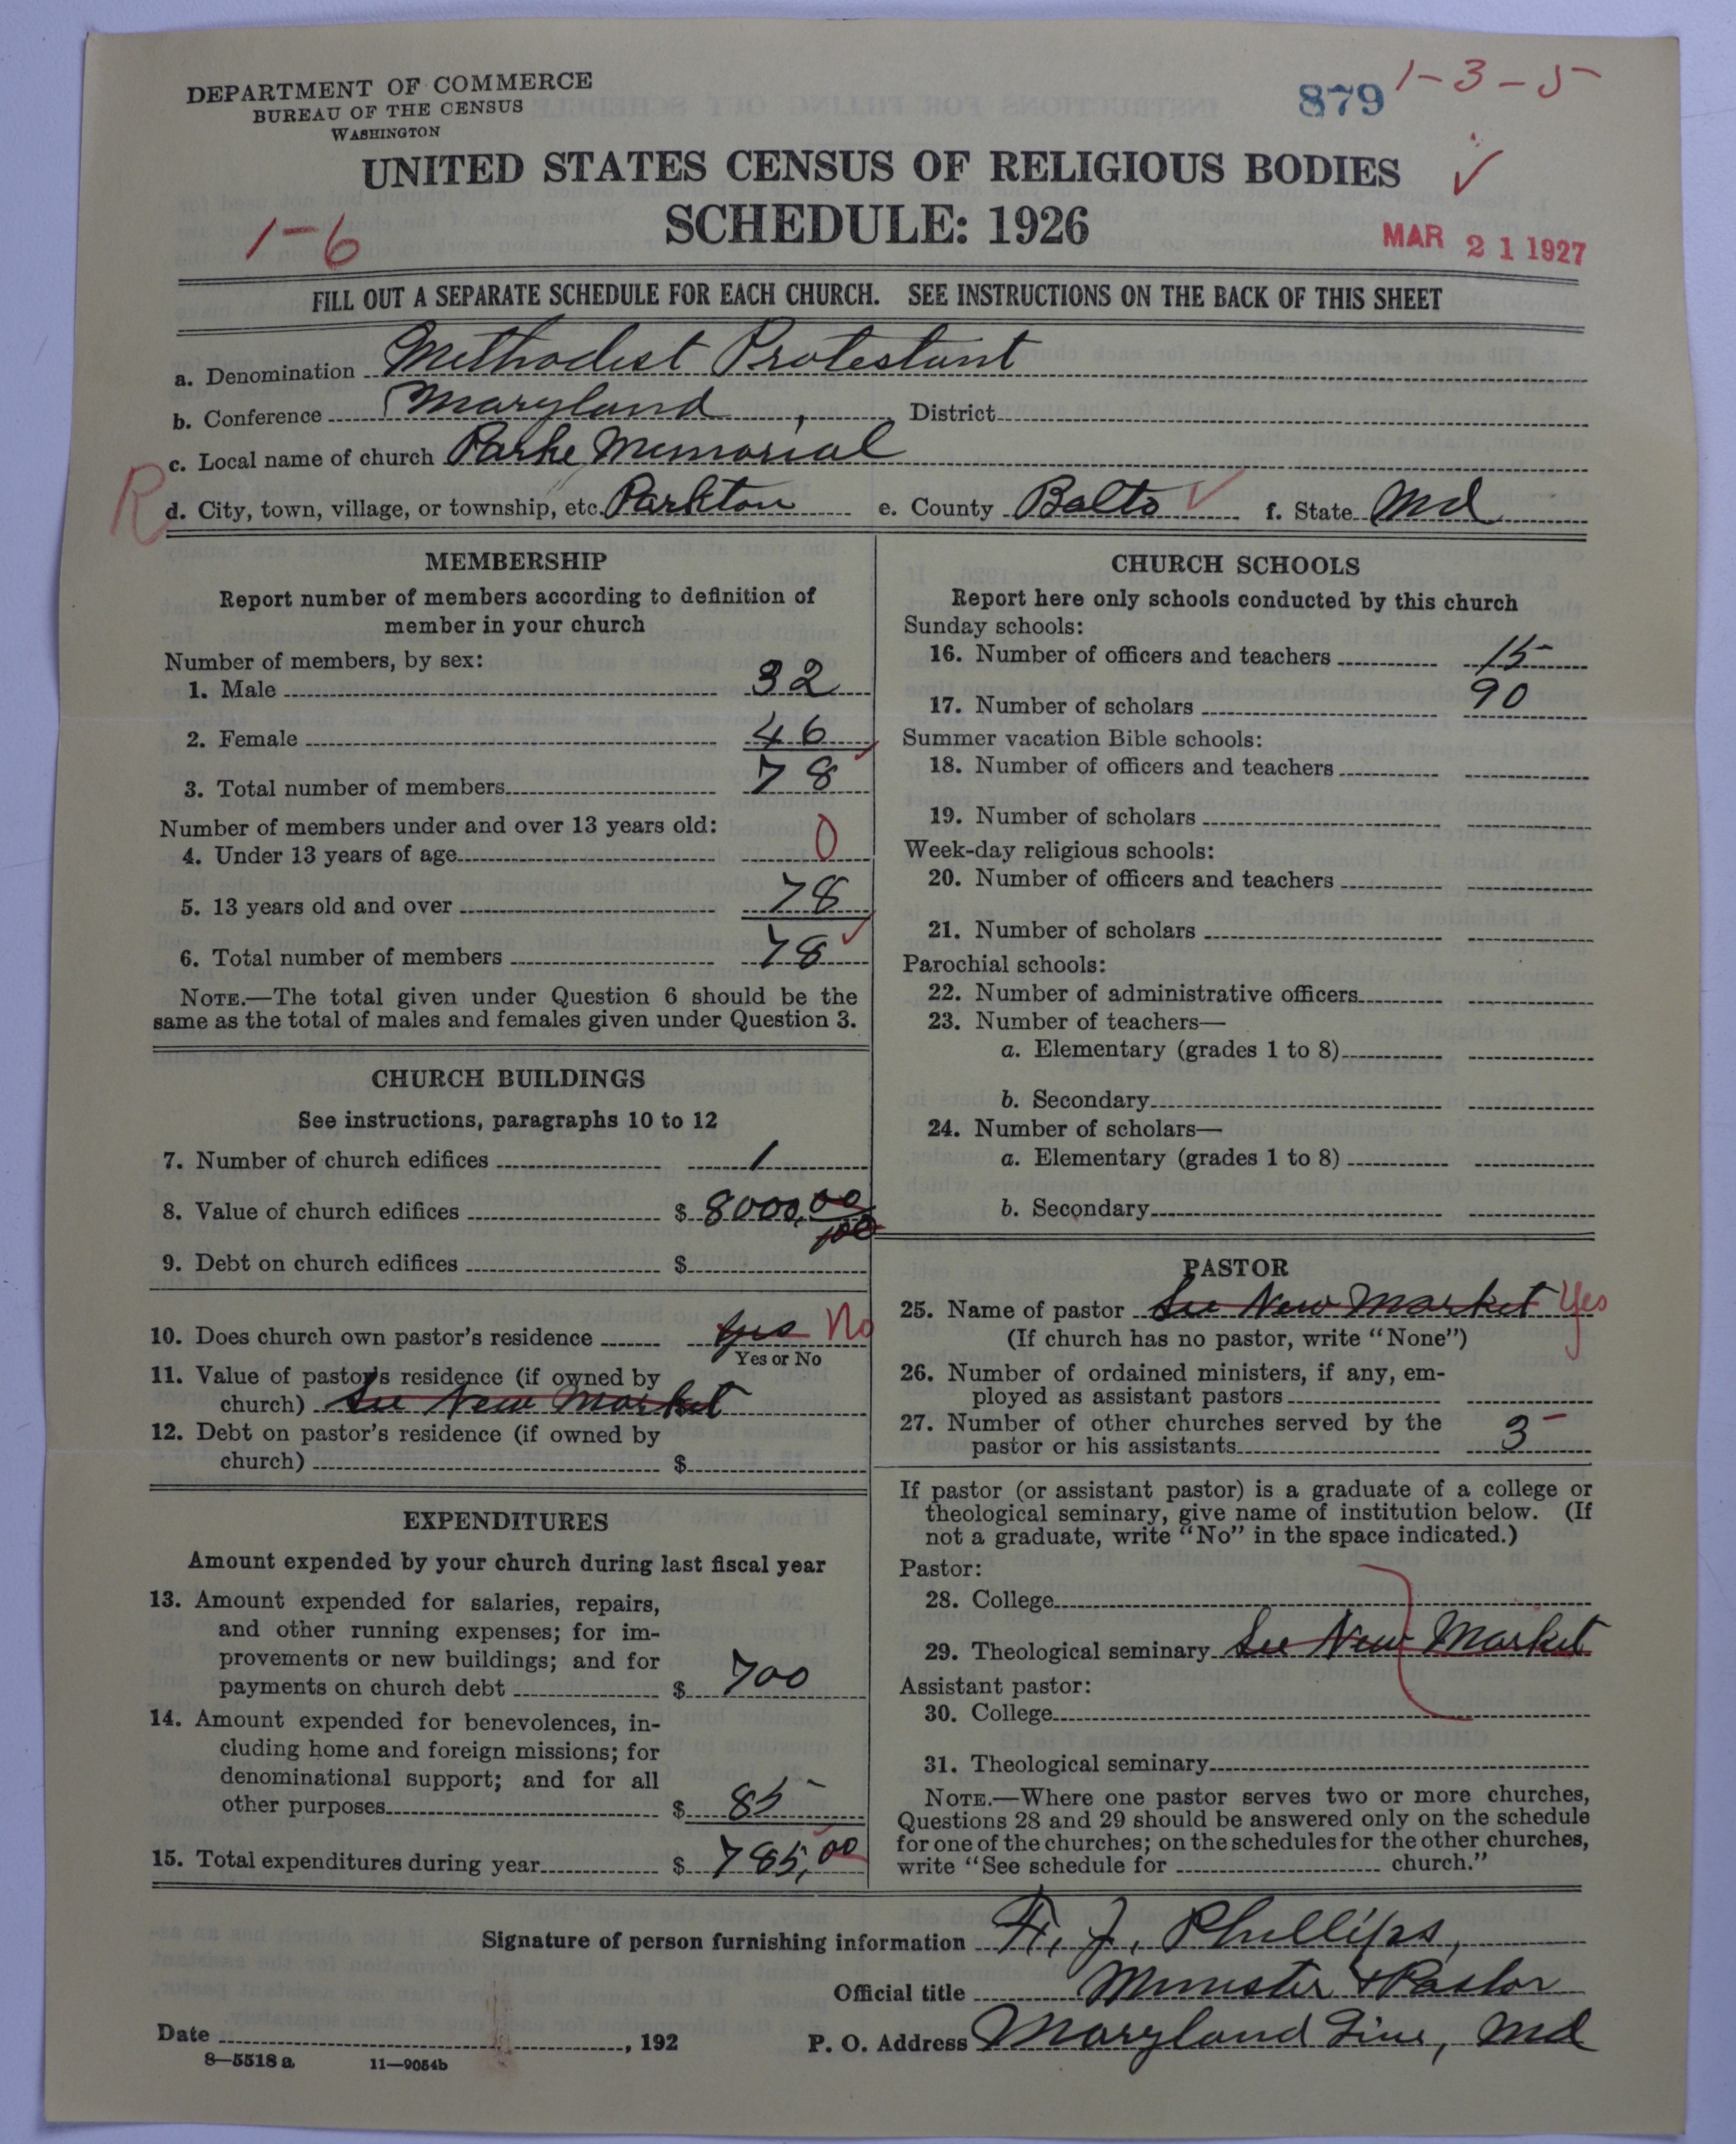 DEPARTMENT OF COMMERCE
BUREAU OF THE CENSUS
WASHINGTON
879 1-3-5
UNITED STATES CENSUS OF RELIGIOUS BODIES ✓
SCHEDULE: 1926
1-6
MAR 21 1927
FILL OUT A SEPARATE SCHEDULE FOR EACH CHURCH. SEE INSTRUCTIONS ON THE BACK OF THIS SHEET
a. Denomination Methodist Protestant
b. Conference Maryland, District
c. Local name of church Parke Memorial
R
d. City, town, village, or township, etc. Parkton e. County Balto ✓ f. State Md
MEMBERSHIP
Report number of members according to definition of
member in your church
Number of members, by sex:
1. Male 32
2. Female 46
3. Total number of members 78
Number of members under and over 13 years old:
4. Under 13 years of age 0
5. 13 years old and over 78
6. Total number of members 78
NOTE.—The total given under Question 6 should be the
same as the total of males and females given under Question 3.
CHURCH BUILDINGS
See instructions, paragraphs 10 to 12
7. Number of church edifices 1
8. Value of church edifices $ 8000,00/100
9. Debt on church edifices $
10. Does church own pastor's residence yes No
Yes or No
11. Value of pastor's residence (if owned by
church) See New Market
12. Debt on pastor's residence (if owned by
church) $
EXPENDITURES
Amount expended by your church during last fiscal year
13. Amount expended for salaries, repairs,
and other running expenses; for im-
provements or new buildings; and for
payments on church debt $ 700
14. Amount expended for benevolences, in-
cluding home and foreign missions; for
denominational support; and for all
other purposes $ 85
15. Total expenditures during year $ 785,00
CHURCH SCHOOLS
Report here only schools conducted by this church
Sunday schools:
16. Number of officers and teachers 15
17. Number of scholars 90
Summer vacation Bible schools:
18. Number of officers and teachers
19. Number of scholars
Week-day religious schools:
20. Number of officers and teachers
21. Number of scholars
Parochial schools:
22. Number of administrative officers
23. Number of teachers—
a. Elementary (grades 1 to 8)
b. Secondary
24. Number of scholars—
a. Elementary (grades 1 to 8)
b. Secondary
PASTOR
25. Name of pastor See New Market Yes
(If church has no pastor, write "None")
26. Number of ordained ministers, if any, em-
ployed as assistant pastors
27. Number of other churches served by the
pastor or his assistants 3
If pastor (or assistant pastor) is a graduate of a college or
theological seminary, give name of institution below. (If
not a graduate, write "No" in the space indicated.)
Pastor:
28. College
29. Theological seminary See New Market
Assistant pastor:
30. College
31. Theological seminary
NOTE.—Where one pastor serves two or more churches,
Questions 28 and 29 should be answered only on the schedule
for one of the churches; on the schedules for the other churches,
write "See schedule for church."
Signature of person furnishing information F. J. Phillips,
Official title Minister & Pastor
Date , 192 P. O. Address Maryland Line, Md
8—5518 a 11—9054b